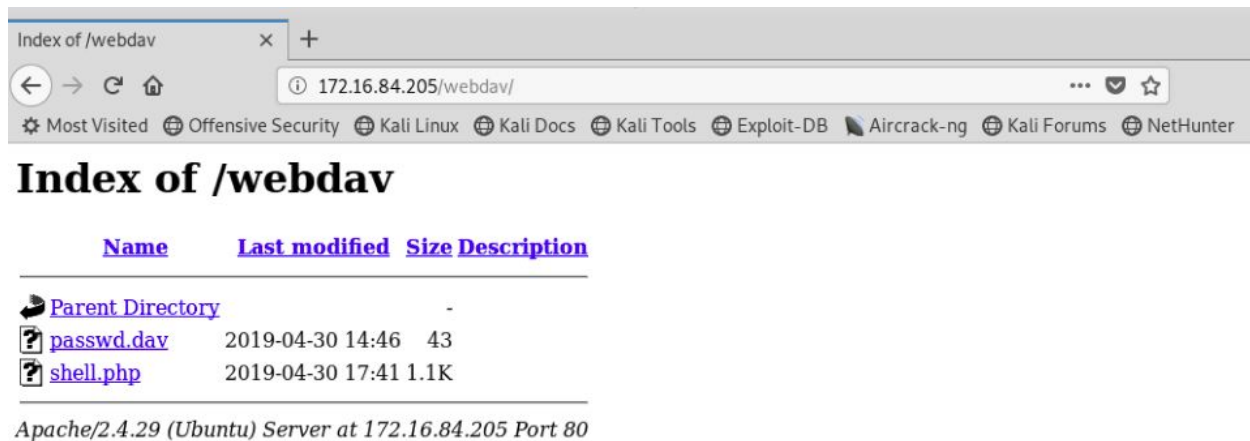 Index of /webdav
172.16.84.205/webdav/
Most Visited Offensive Security Kali Linux Kali Docs Kali Tools Exploit-DB Aircrack-ng Kali Forums NetHunter
Index of /webdav
Name Last modified Size Description
Parent Directory -
passwd.dav 2019-04-30 14:46 43
shell.php 2019-04-30 17:41 1.1K
Apache/2.4.29 (Ubuntu) Server at 172.16.84.205 Port 80